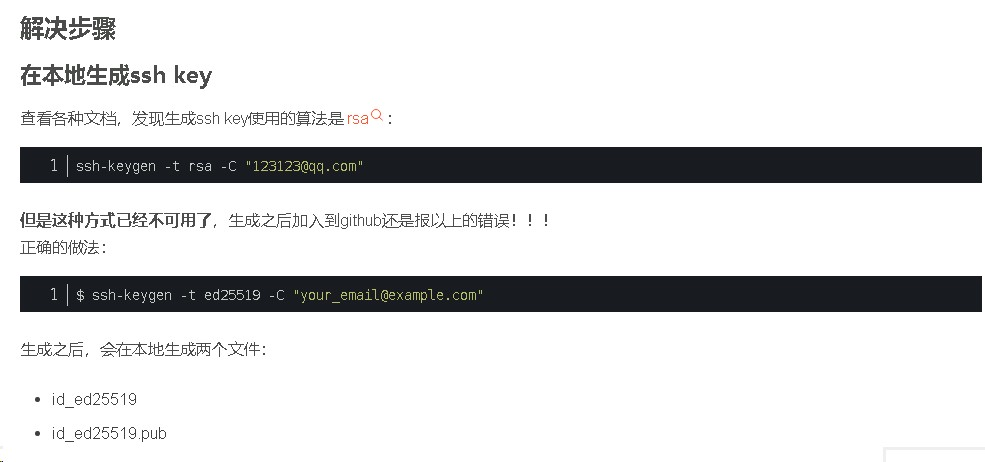 解决步骤
在本地生成ssh key
查看各种文档，发现生成ssh key使用的算法是 rsa：
1 ssh-keygen -t rsa -C "123123@qq.com"
但是这种方式已经不可用了，生成之后加入到github还是报以上的错误！！！
正确的做法：
1 $ ssh-keygen -t ed25519 -C "your_email@example.com"
生成之后，会在本地生成两个文件：
• id_ed25519
• id_ed25519.pub